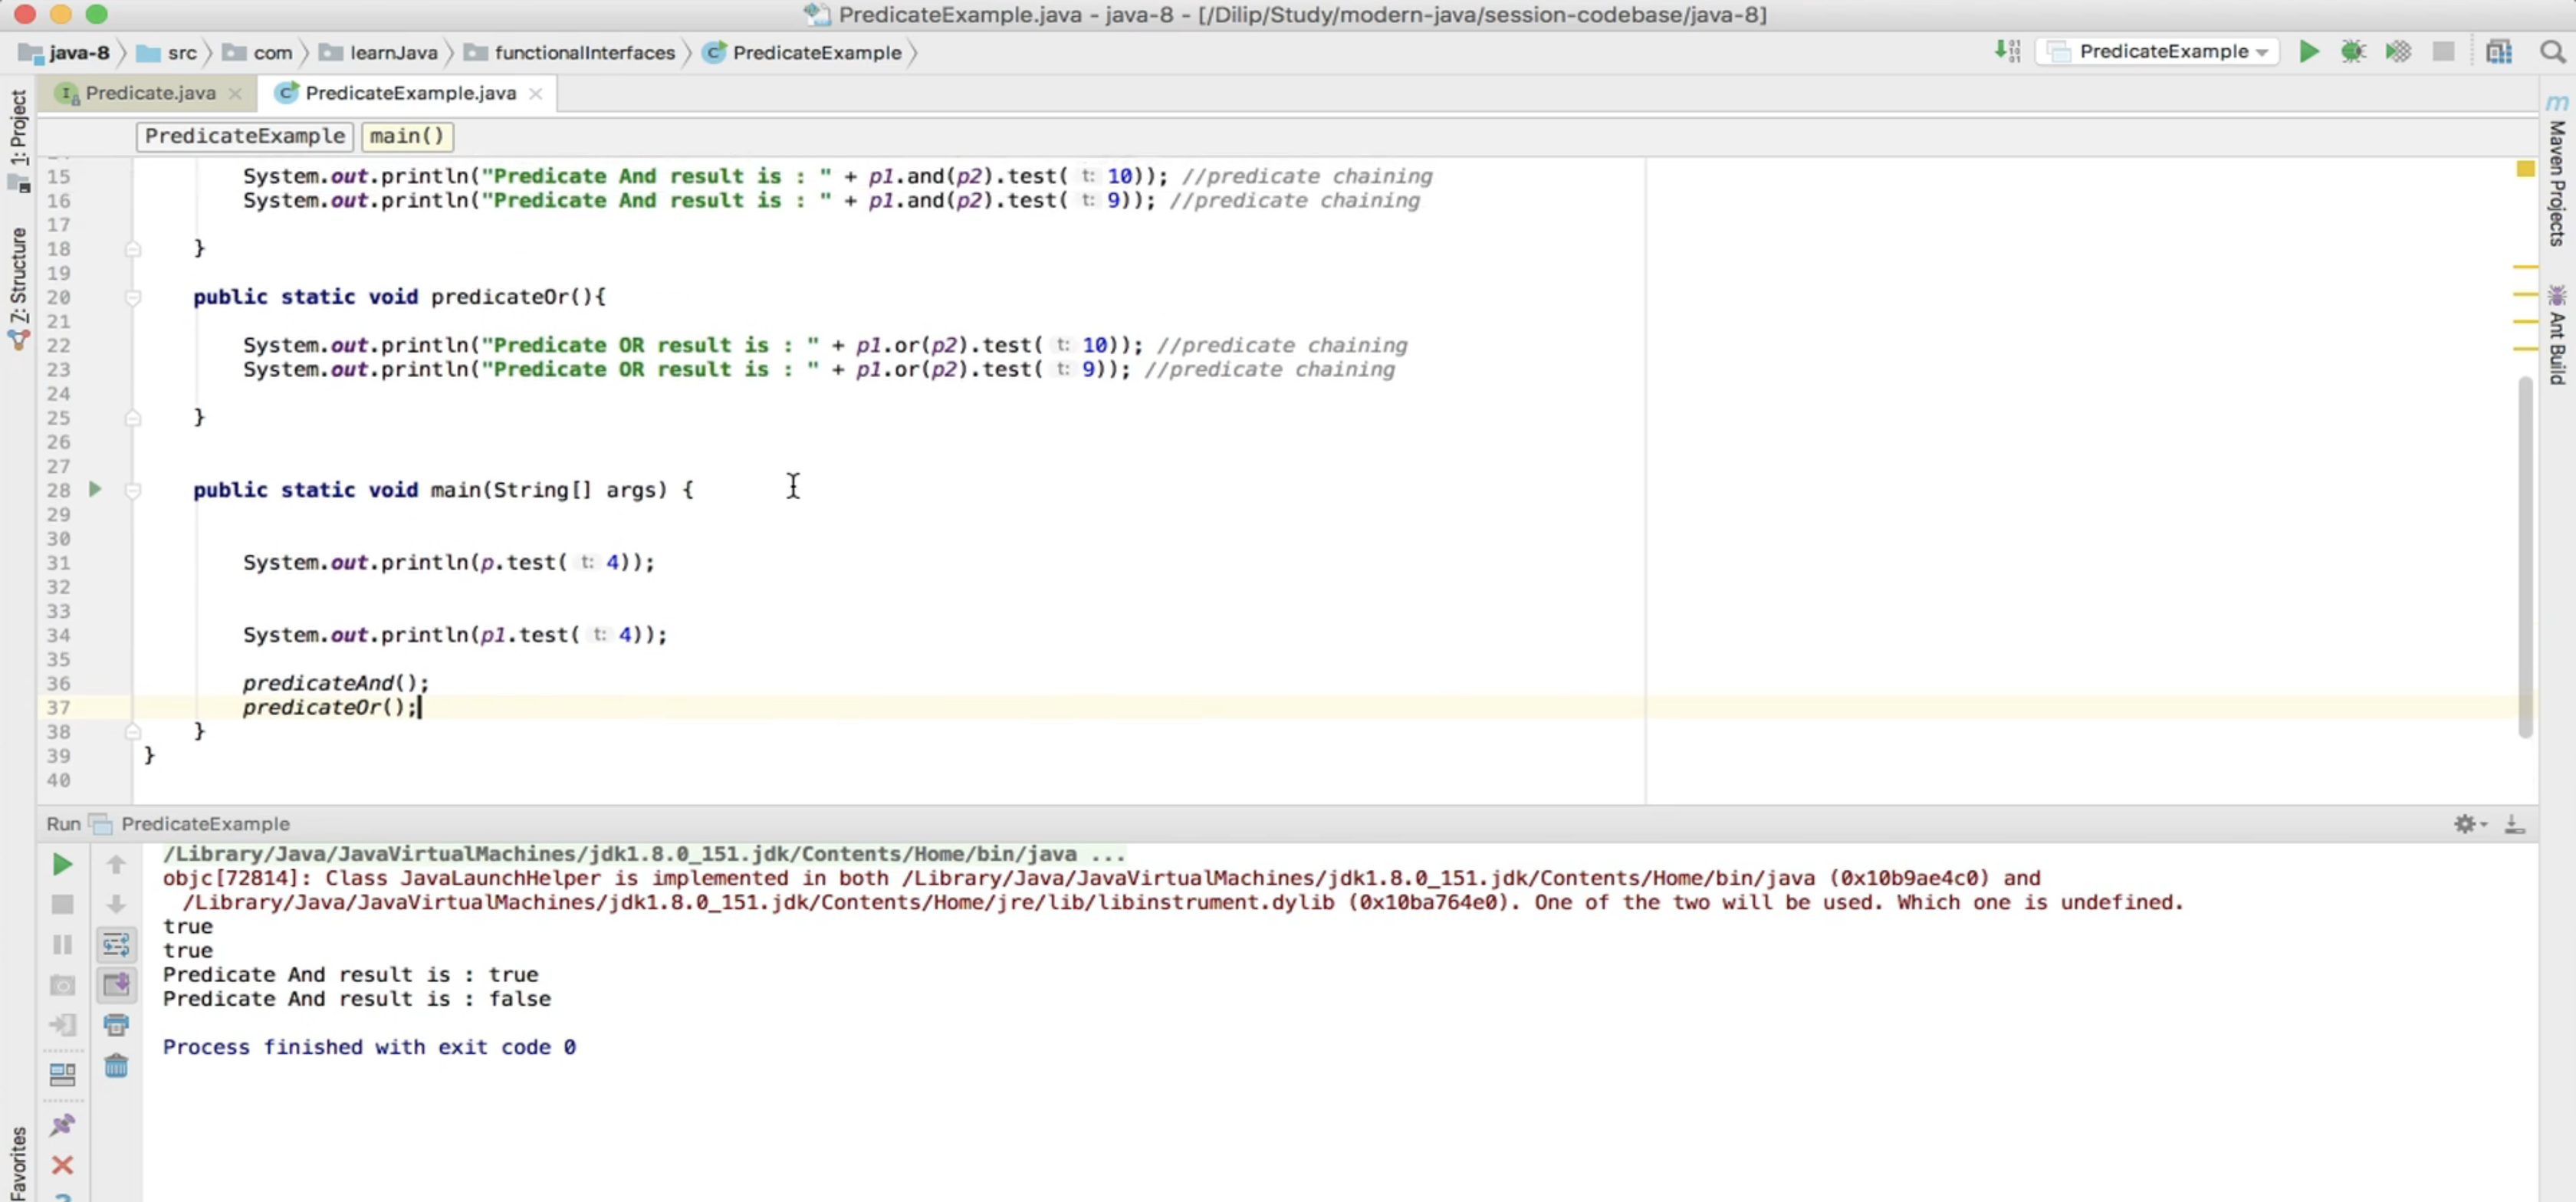 PredicateExample.java - java-8 - [/Dilip/Study/modern-java/session-codebase/java-8]
java-8 src com learnJava functionalInterfaces PredicateExample
PredicateExample
Predicate.java PredicateExample.java
PredicateExample main()
1: Project
Z: Structure
Favorites
15 System.out.println("Predicate And result is : " + p1.and(p2).test( t: 10)); //predicate chaining
16 System.out.println("Predicate And result is : " + p1.and(p2).test( t: 9)); //predicate chaining
17
18 }
19
20 public static void predicateOr(){
21
22 System.out.println("Predicate OR result is : " + p1.or(p2).test( t: 10)); //predicate chaining
23 System.out.println("Predicate OR result is : " + p1.or(p2).test( t: 9)); //predicate chaining
24
25 }
26
27
28 public static void main(String[] args) {
29
30
31 System.out.println(p.test( t: 4));
32
33
34 System.out.println(p1.test( t: 4));
35
36 predicateAnd();
37 predicateOr();
38 }
39 }
40
Maven Projects
Ant Build
Run PredicateExample
/Library/Java/JavaVirtualMachines/jdk1.8.0_151.jdk/Contents/Home/bin/java ...
objc[72814]: Class JavaLaunchHelper is implemented in both /Library/Java/JavaVirtualMachines/jdk1.8.0_151.jdk/Contents/Home/bin/java (0x10b9ae4c0) and
/Library/Java/JavaVirtualMachines/jdk1.8.0_151.jdk/Contents/Home/jre/lib/libinstrument.dylib (0x10ba764e0). One of the two will be used. Which one is undefined.
true
true
Predicate And result is : true
Predicate And result is : false
Process finished with exit code 0